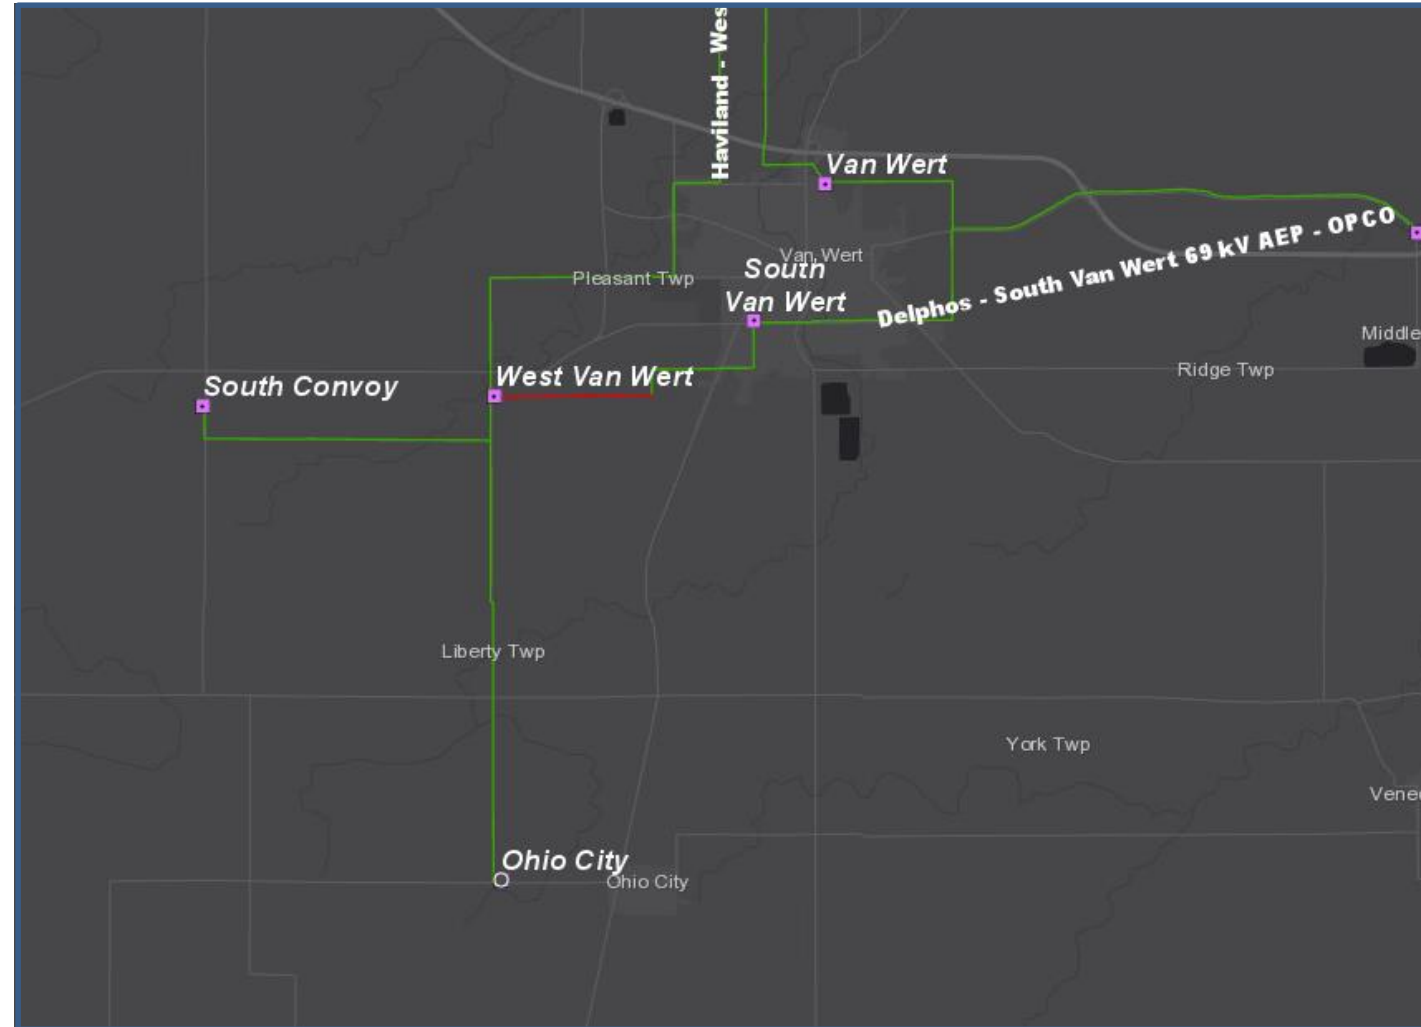 Haviland - Wes
Van Wert
Van Wert
South
Van Wert
Pleasant Twp
Delphos - South Van Wert 69 kV AEP - OPCO
Middle
Ridge Twp
West Van Wert
South Convoy
Liberty Twp
York Twp
Vene
Ohio City
Ohio City